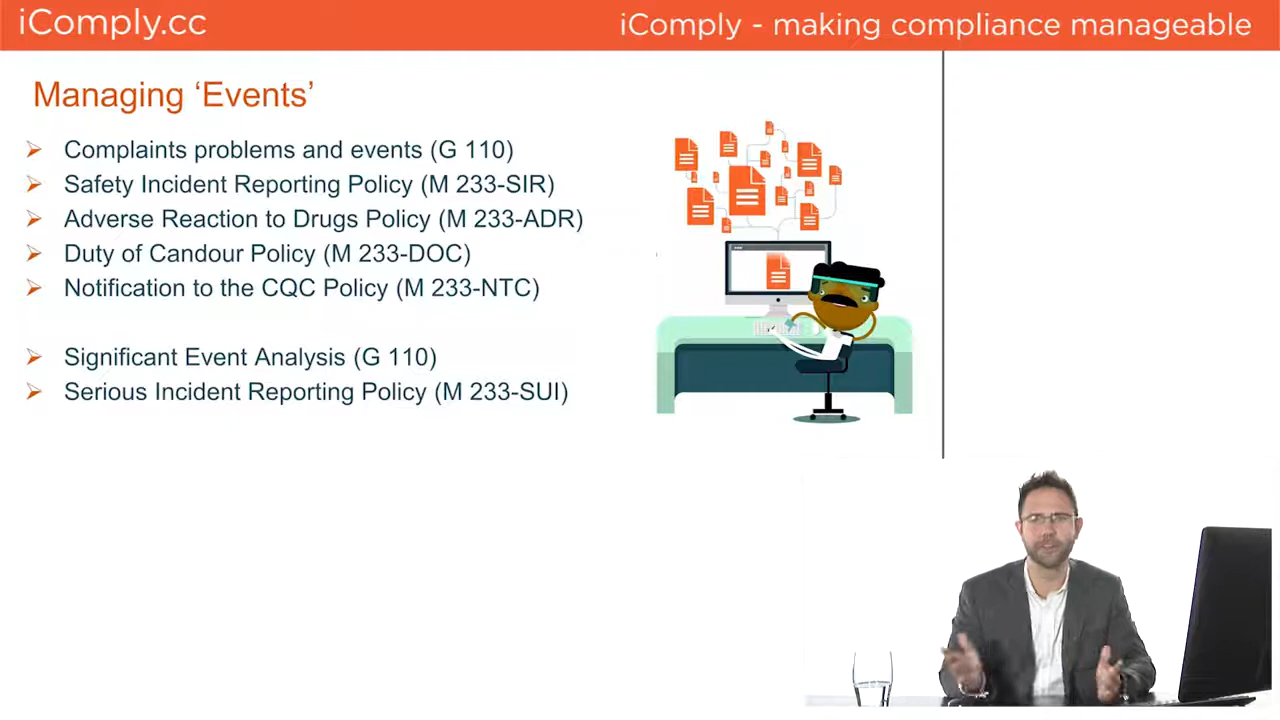 iComply.cc
iComply - making compliance manageable
Managing ‘Events’
Complaints problems and events (G 110)
Safety Incident Reporting Policy (M 233-SIR)
Adverse Reaction to Drugs Policy (M 233-ADR)
Duty of Candour Policy (M 233-DOC)
Notification to the CQC Policy (M 233-NTC)
Significant Event Analysis (G 110)
Serious Incident Reporting Policy (M 233-SUI)